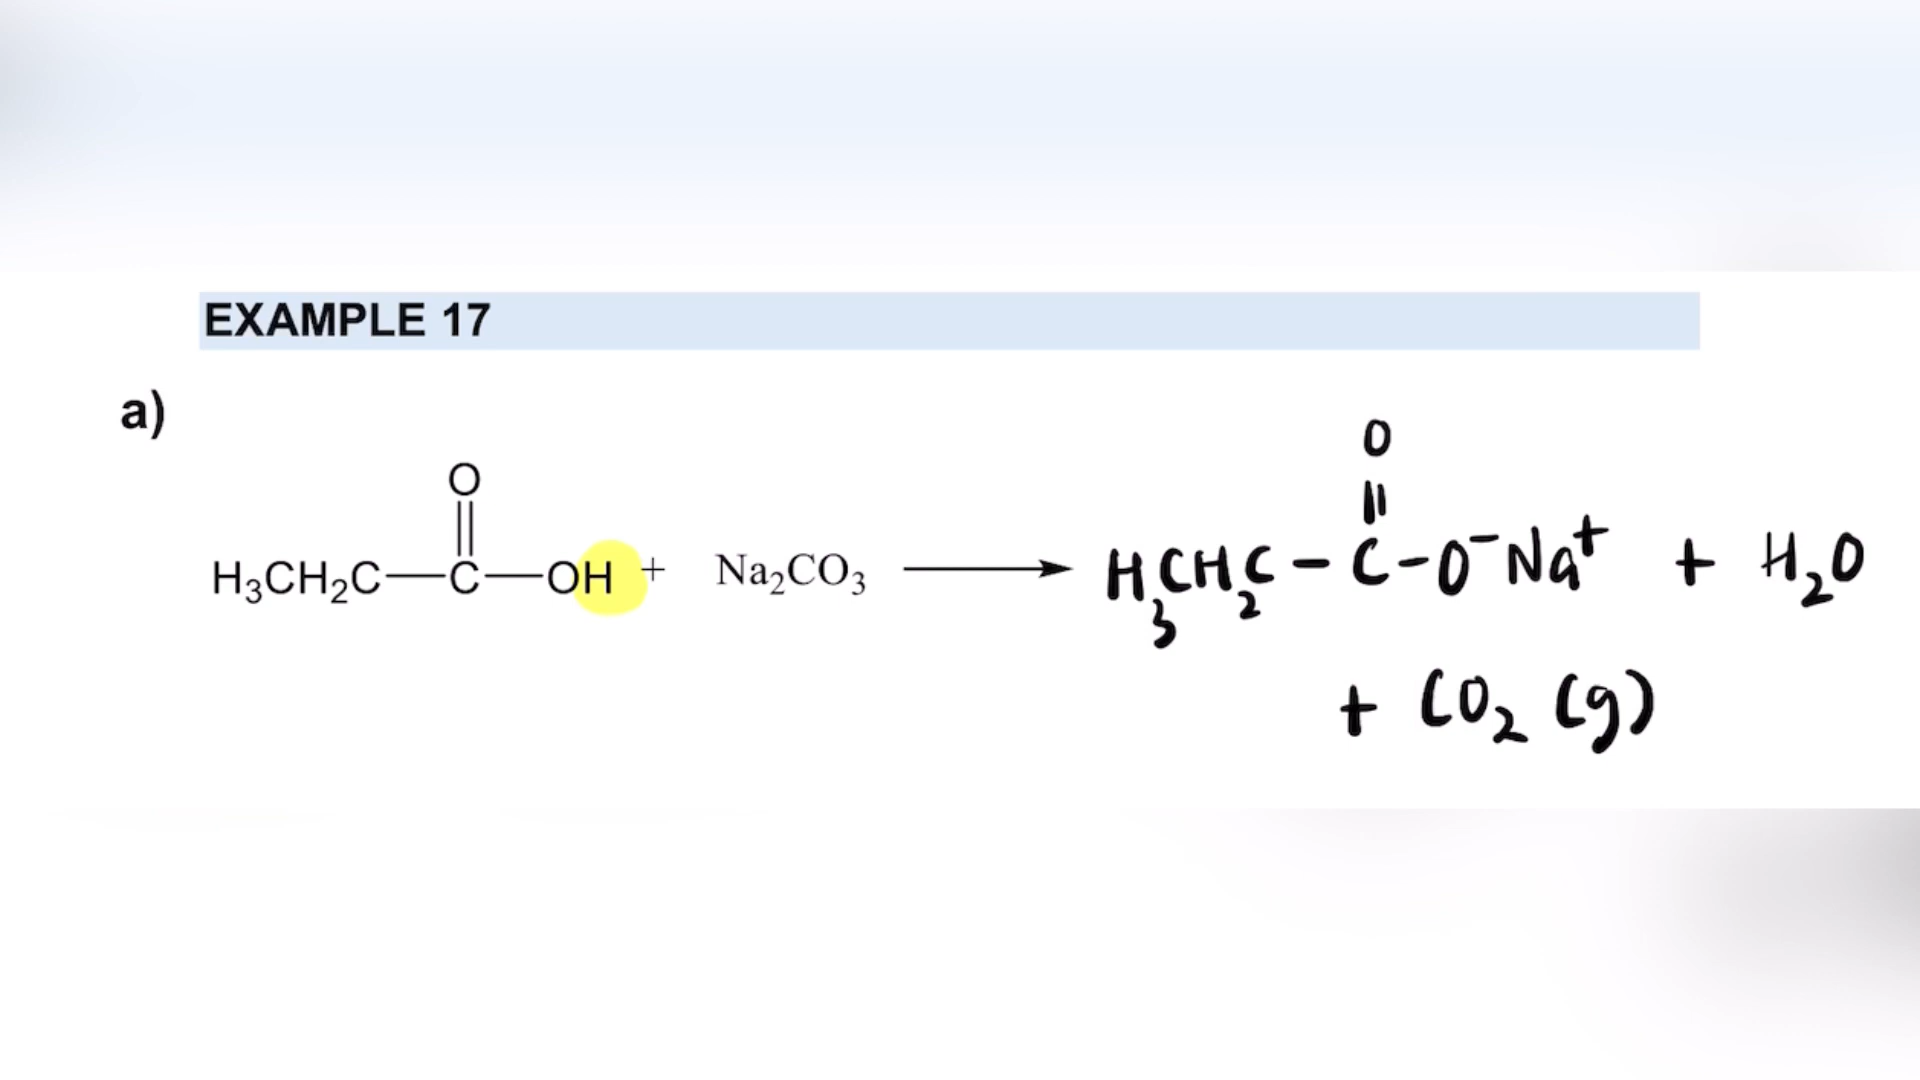 EXAMPLE 17
a)
O
||
H₃CH₂C—C—OH + Na₂CO₃ ⟶
O
||
H₃CH₂C–C–O⁻Na⁺ + H₂O
+ CO₂ (g)